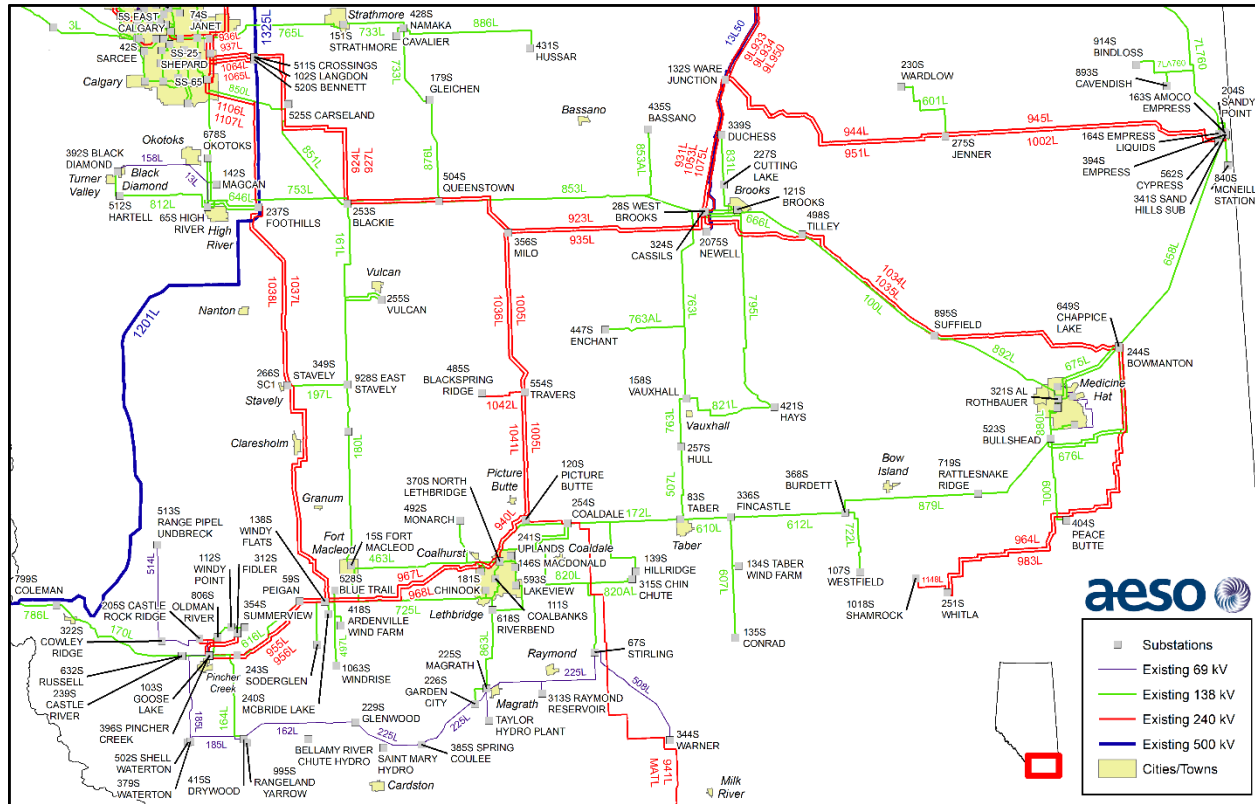 5S EAST
CALGARY
74S
JANET
3L
936L
937L
42S
SARCEE
SS-25
SHEPARD
SS-65
1064L
1065L
Calgary
850L
1106L
1107L
1325L
765L
Strathmore
733L
151S
STRATHMORE
428S
NAMAKA
CAVALIER
886L
431S
HUSSAR
511S CROSSINGS
102S LANGDON
520S BENNETT
733L
179S
GLEICHEN
525S CARSELAND
851L
924L
927L
876L
Okotoks
678S
OKOTOKS
392S BLACK
DIAMOND
158L
Turner
Valley
Black
Diamond
13L
142S
MAGCAN
646L
753L
812L
512S
HARTELL
65S HIGH
RIVER
High
River
237S
FOOTHILLS
253S
BLACKIE
504S
QUEENSTOWN
853L
Bassano
435S
BASSANO
853AL
13L50
9L933
9L934
9L950
132S WARE
JUNCTION
339S
DUCHESS
931L
1053L
1075L
831L
227S
CUTTING
LAKE
Brooks
121S
BROOKS
28S WEST
BROOKS
666L
498S
TILLEY
324S
CASSILS
2075S
NEWELL
923L
935L
356S
MILO
230S
WARDLOW
601L
944L
951L
275S
JENNER
945L
1002L
914S
BINDLOSS
7LA760
7L760
893S
CAVENDISH
204S
SANDY
POINT
163S AMOCO
EMPRESS
164S EMPRESS
LIQUIDS
394S
EMPRESS
562S
CYPRESS
341S SAND
HILLS SUB
840S
MCNEILL
STATION
658L
1034L
1035L
100L
895S
SUFFIELD
892L
649S
CHAPPICE
LAKE
244S
BOWMANTON
675L
Medicine
Hat
321S AL
ROTHBAUER
880L
523S
BULLSHEAD
676L
600L
404S
PEACE
BUTTE
964L
983L
1148L
1018S
SHAMROCK
251S
WHITLA
1201L
1038L
1037L
161L
Vulcan
255S
VULCAN
Nanton
349S
STAVELY
266S
SC1
Stavely
197L
928S EAST
STAVELY
180L
Claresholm
Granum
1036L
1005L
485S
BLACKSPRING
RIDGE
1042L
554S
TRAVERS
1041L
1005L
763L
795L
447S
ENCHANT
763AL
158S
VAUXHALL
821L
421S
HAYS
Vauxhall
763L
257S
HULL
507L
83S
TABER
Taber
610L
336S
FINCASTLE
612L
368S
BURDETT
Bow
Island
719S
RATTLESNAKE
RIDGE
879L
722L
107S
WESTFIELD
607L
134S TABER
WIND FARM
135S
CONRAD
Picture
Butte
120S
PICTURE
BUTTE
370S NORTH
LETHBRIDGE
492S
MONARCH
940L
254S
COALDALE
172L
Coalhurst
241S
UPLANDS
Coaldale
146S MACDONALD
139S
HILLRIDGE
315S CHIN
CHUTE
820L
820AL
593S
LAKEVIEW
181S
CHINOOK
111S
COALBANKS
Lethbridge
618S
RIVERBEND
863L
967L
968L
725L
463L
Fort
Macleod
15S FORT
MACLEOD
528S
BLUE TRAIL
418S
ARDENVILLE
WIND FARM
497L
1063S
WINDRISE
138S
WINDY
FLATS
59S
PEIGAN
312S
FIDLER
112S
WINDY
POINT
513S
RANGE PIPEL
UNDBRECK
514L
806S
OLDMAN
RIVER
205S CASTLE
ROCK RIDGE
354S
SUMMERVIEW
816L
955L
956L
799S
COLEMAN
786L
170L
322S
COWLEY
RIDGE
632S
RUSSELL
239S
CASTLE
RIVER
103S
GOOSE
LAKE
Pincher
Creek
396S PINCHER
CREEK
243S
SODERGLEN
240S
MCBRIDE LAKE
164L
185L
185L
162L
502S SHELL
WATERTON
379S
WATERTON
415S
DRYWOOD
995S
RANGELAND
YARROW
229S
GLENWOOD
225L
BELLAMY RIVER
CHUTE HYDRO
SAINT MARY
HYDRO
385S SPRING
COULEE
Cardston
225L
226S
GARDEN
CITY
225S
MAGRATH
Magrath
TAYLOR
HYDRO PLANT
Raymond
313S RAYMOND
RESERVOIR
225L
67S
STIRLING
508L
344S
WARNER
941L
MATL
Milk
River
aeso
Substations
Existing 69 kV
Existing 138 kV
Existing 240 kV
Existing 500 kV
Cities/Towns